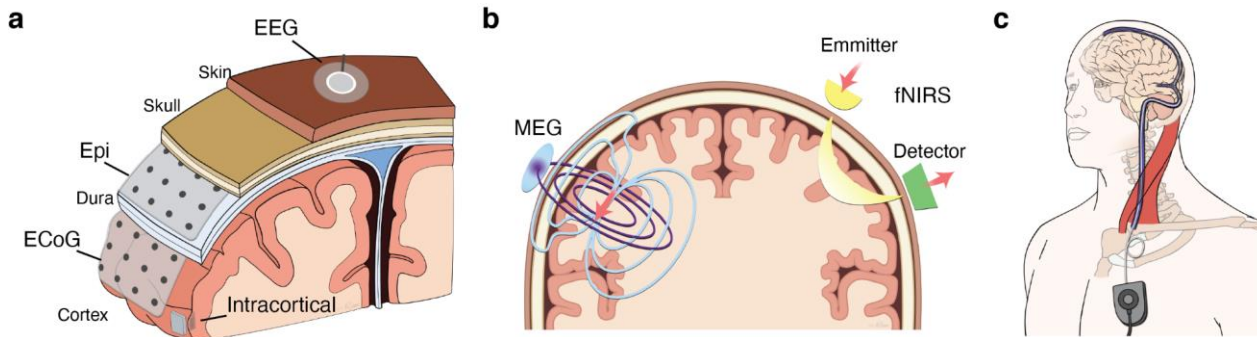 a
EEG
Skin
Skull
Epi
Dura
ECoG
Cortex
Intracortical
b
Emmitter
fNIRS
MEG
Detector
c